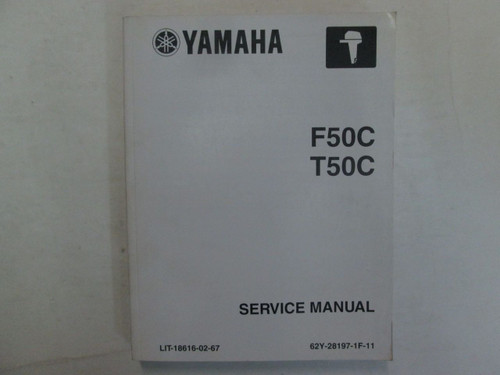 YAMAHA
F50C
T50C
SERVICE MANUAL
LIT-18616-02-67 62Y-28197-1F-11